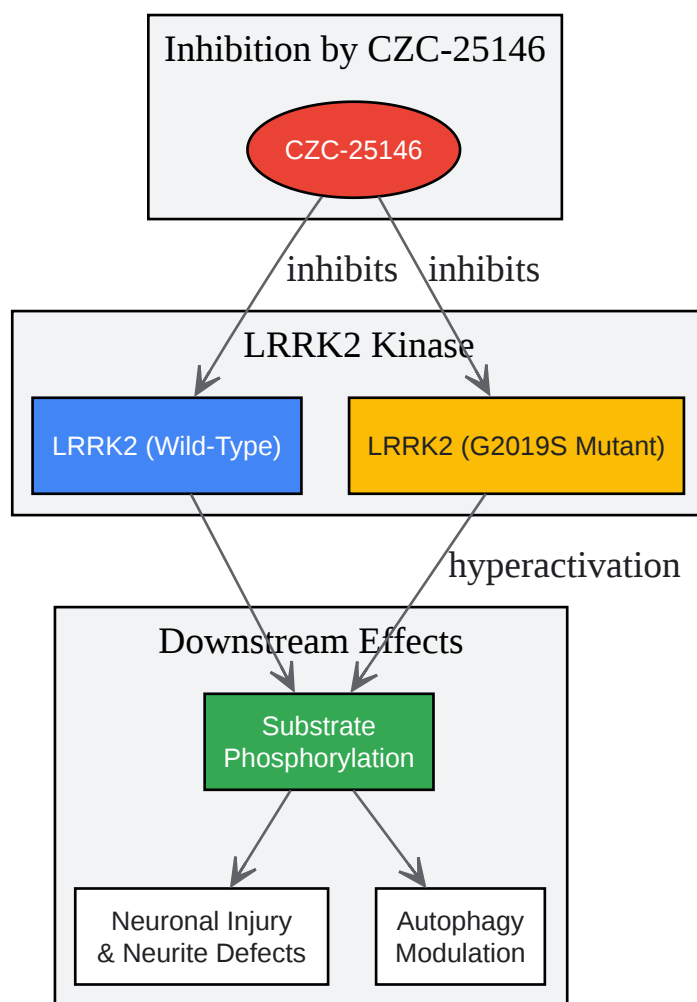 Inhibition by CZC-25146
CZC-25146
inhibits inhibits
LRRK2 Kinase
LRRK2 (Wild-Type)
LRRK2 (G2019S Mutant)
hyperactivation
Downstream Effects
Substrate
Phosphorylation
Neuronal Injury
& Neurite Defects
Autophagy
Modulation